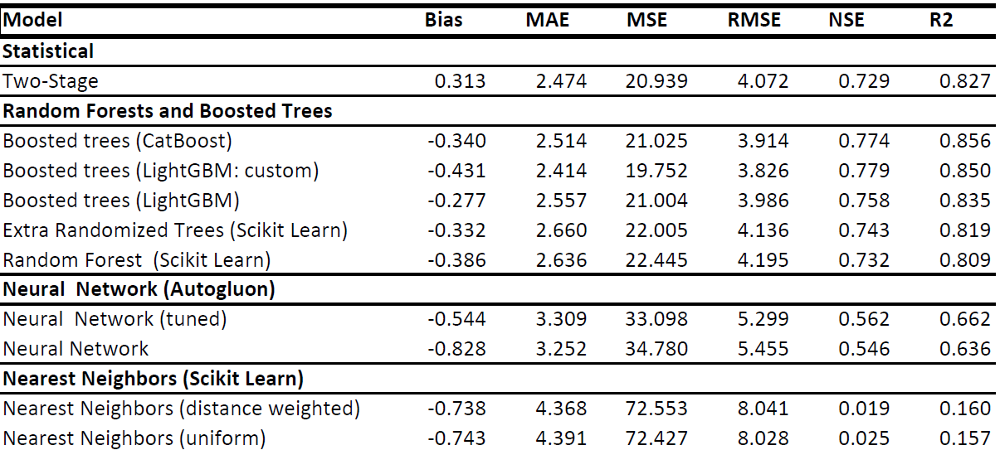 Model Bias MAE MSE RMSE NSE R2
Statistical
Two-Stage 0.313 2.474 20.939 4.072 0.729 0.827
Random Forests and Boosted Trees
Boosted trees (CatBoost) -0.340 2.514 21.025 3.914 0.774 0.856
Boosted trees (LightGBM: custom) -0.431 2.414 19.752 3.826 0.779 0.850
Boosted trees (LightGBM) -0.277 2.557 21.004 3.986 0.758 0.835
Extra Randomized Trees (Scikit Learn) -0.332 2.660 22.005 4.136 0.743 0.819
Random Forest (Scikit Learn) -0.386 2.636 22.445 4.195 0.732 0.809
Neural Network (Autogluon)
Neural Network (tuned) -0.544 3.309 33.098 5.299 0.562 0.662
Neural Network -0.828 3.252 34.780 5.455 0.546 0.636
Nearest Neighbors (Scikit Learn)
Nearest Neighbors (distance weighted) -0.738 4.368 72.553 8.041 0.019 0.160
Nearest Neighbors (uniform) -0.743 4.391 72.427 8.028 0.025 0.157